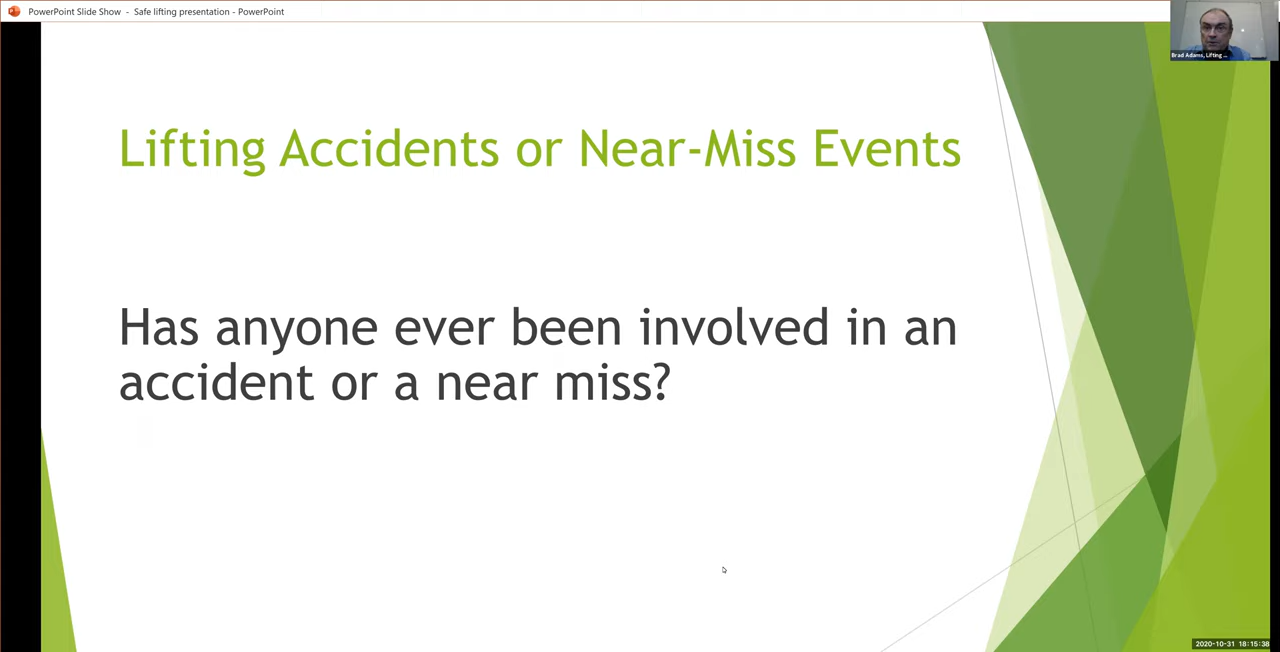 PowerPoint Slide Show - Safe lifting presentation - PowerPoint
Brad Adams, Lifting ...
Lifting Accidents or Near-Miss Events
Has anyone ever been involved in an
accident or a near miss?
2020-10-31 18:15:38